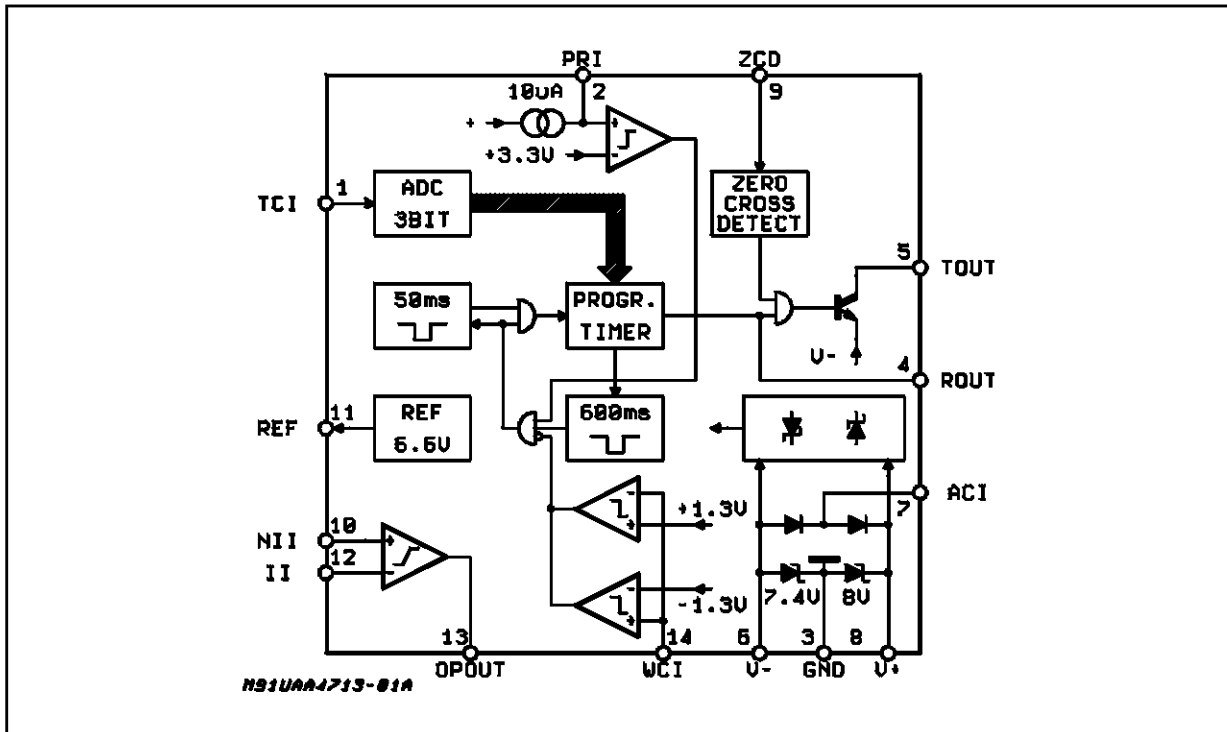 PRI ZCD
10uA 2 9
+
+ +3.3V -
TCI 1 ADC 3BIT
ZERO CROSS DETECT
5 TOUT
50ms
PROGR. TIMER
V-
4 ROUT
REF 11 REF
600ms
ACI 7
- +1.3V +
NII 10 +
II 12 -
- -1.3V +
7.4V 8V
13 14 6 3 8
OPOUT WCI V- GND V+
M91UAA4713-01A